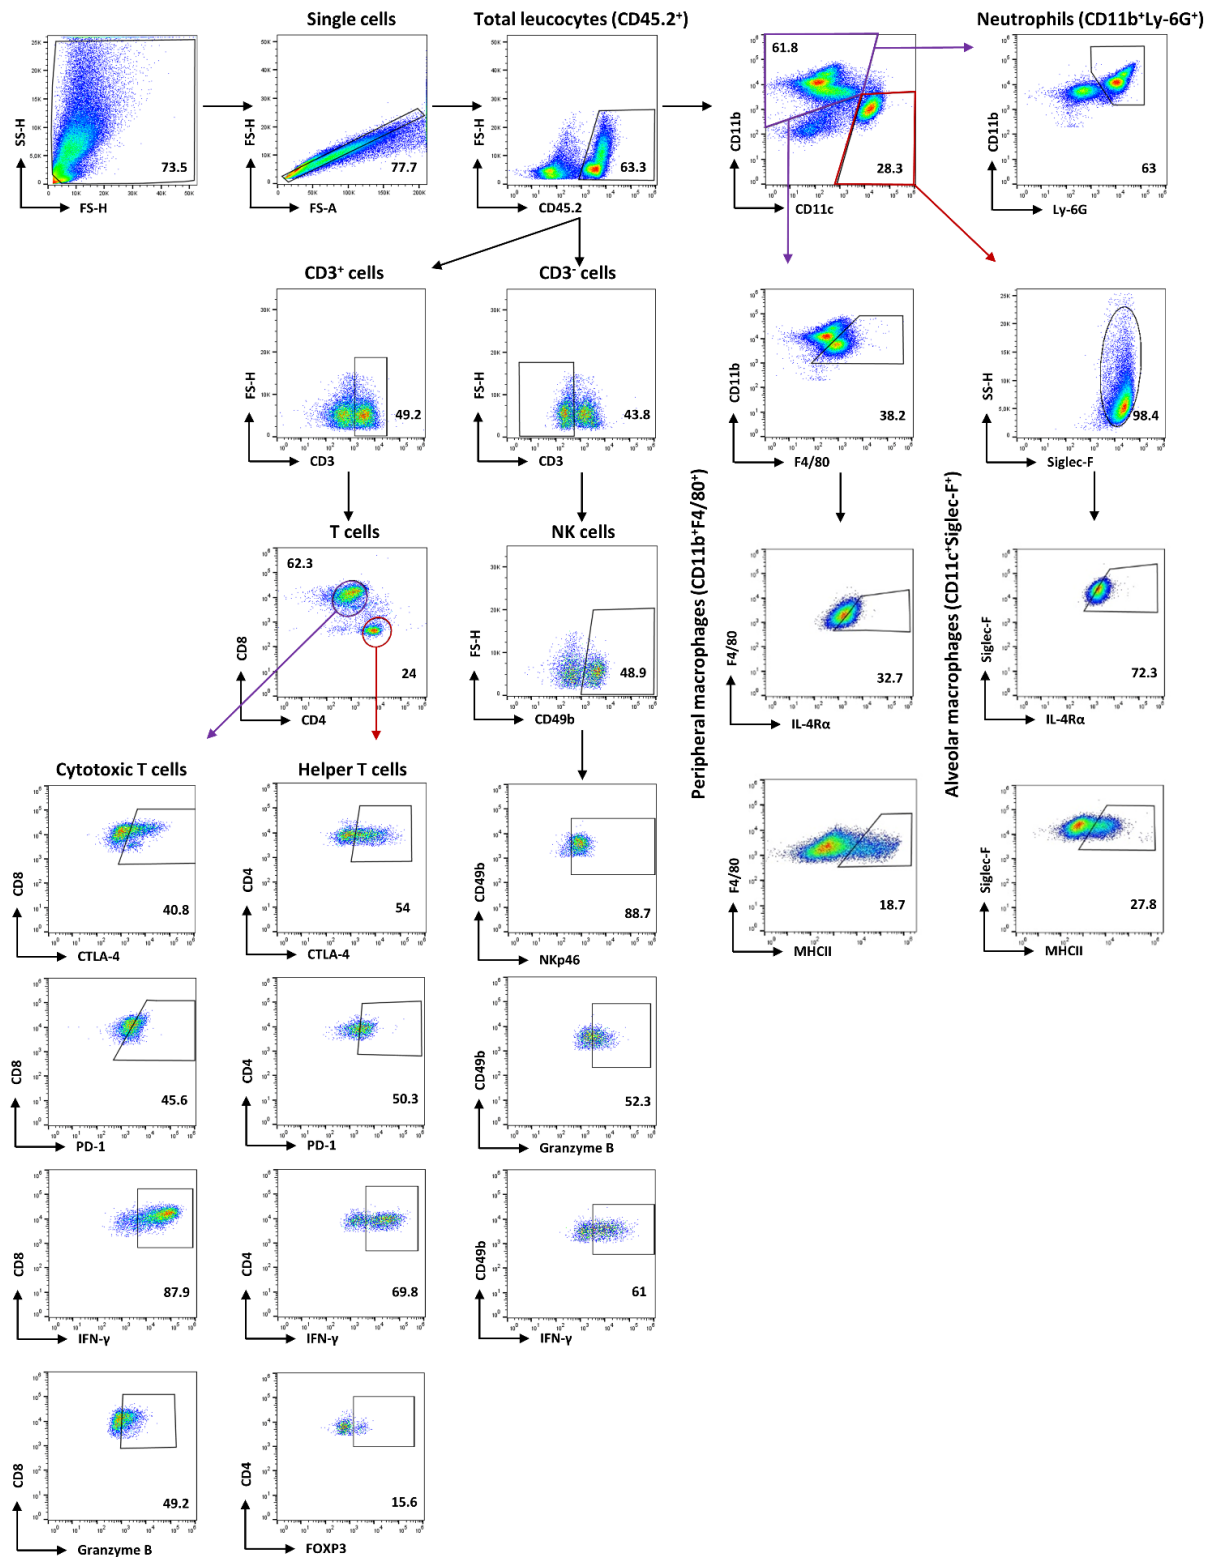 Single cells
Total leucocytes (CD45.2⁺)
Neutrophils (CD11b⁺Ly-6G⁺)
SS-H
73.5
FS-H
FS-H
77.7
FS-A
FS-H
63.3
CD45.2
61.8
CD11b
28.3
CD11c
CD11b
63
Ly-6G
CD3⁺ cells
CD3⁻ cells
FS-H
49.2
CD3
FS-H
43.8
CD3
CD11b
38.2
F4/80
SS-H
98.4
Siglec-F
Peripheral macrophages (CD11b⁺F4/80⁺)
Alveolar macrophages (CD11c⁺Siglec-F⁺)
T cells
NK cells
62.3
CD8
24
CD4
FS-H
48.9
CD49b
F4/80
32.7
IL-4Rα
Siglec-F
72.3
IL-4Rα
Cytotoxic T cells
Helper T cells
CD8
40.8
CTLA-4
CD4
54
CTLA-4
CD49b
88.7
NKp46
F4/80
18.7
MHCII
Siglec-F
27.8
MHCII
CD8
45.6
PD-1
CD4
50.3
PD-1
CD49b
52.3
Granzyme B
CD8
87.9
IFN-γ
CD4
69.8
IFN-γ
CD49b
61
IFN-γ
CD8
49.2
Granzyme B
CD4
15.6
FOXP3